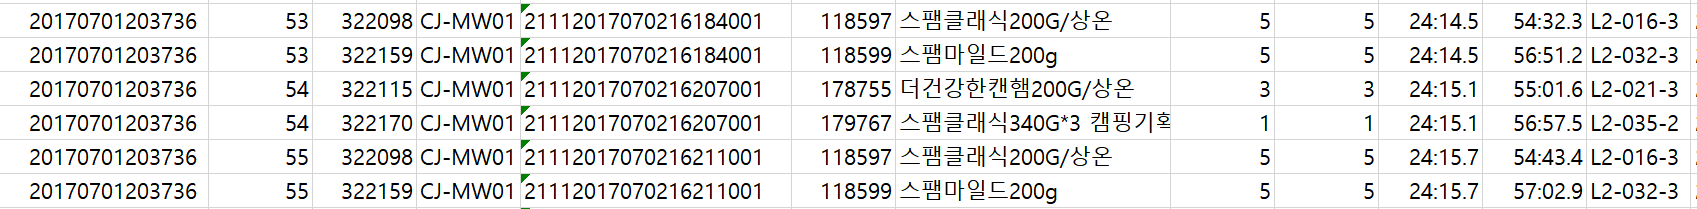 20170701203736 53 322098 CJ-MW01 21112017070216184001 118597 스팸클래식200G/상온 5 5 24:14.5 54:32.3 L2-016-3
20170701203736 53 322159 CJ-MW01 21112017070216184001 118599 스팸마일드200g 5 5 24:14.5 56:51.2 L2-032-3
20170701203736 54 322115 CJ-MW01 21112017070216207001 178755 더건강한캔햄200G/상온 3 3 24:15.1 55:01.6 L2-021-3
20170701203736 54 322170 CJ-MW01 21112017070216207001 179767 스팸클래식340G*3 캠핑기획 1 1 24:15.1 56:57.5 L2-035-2
20170701203736 55 322098 CJ-MW01 21112017070216211001 118597 스팸클래식200G/상온 5 5 24:15.7 54:43.4 L2-016-3
20170701203736 55 322159 CJ-MW01 21112017070216211001 118599 스팸마일드200g 5 5 24:15.7 57:02.9 L2-032-3